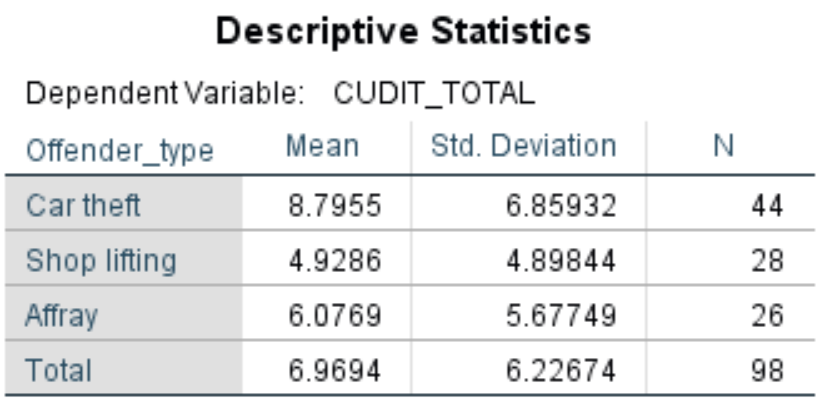 Descriptive Statistics
Dependent Variable: CUDIT_TOTAL
Offender_type Mean Std. Deviation N
Car theft 8.7955 6.85932 44
Shop lifting 4.9286 4.89844 28
Affray 6.0769 5.67749 26
Total 6.9694 6.22674 98